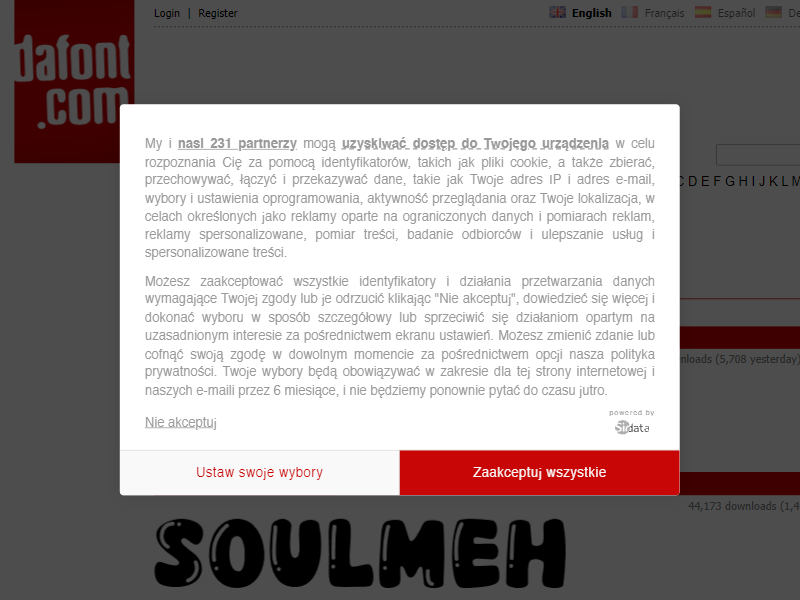 Login | Register
English Français Español De
dafont
.com
My i nasi 231 partnerzy mogą uzyskiwać dostęp do Twojego urządzenia w celu
rozpoznania Cię za pomocą identyfikatorów, takich jak pliki cookie, a także zbierać,
przechowywać, łączyć i przekazywać dane, takie jak Twoje adres IP i adres e-mail,
wybory i ustawienia oprogramowania, aktywność przeglądania oraz Twoje lokalizacja, w
celach określonych jako reklamy oparte na ograniczonych danych i pomiarach reklam,
reklamy spersonalizowane, pomiar treści, badanie odbiorców i ulepszanie usług i
spersonalizowane treści.
C D E F G H I J K L M
Możesz zaakceptować wszystkie identyfikatory i działania przetwarzania danych
wymagające Twojej zgody lub je odrzucić klikając "Nie akceptuj", dowiedzieć się więcej i
dokonać wyboru w sposób szczegółowy lub sprzeciwić się działaniom opartym na
uzasadnionym interesie za pośrednictwem ekranu ustawień. Możesz zmienić zdanie lub
cofnąć swoją zgodę w dowolnym momencie za pośrednictwem opcji nasza polityka
prywatności. Twoje wybory będą obowiązywać w zakresie dla tej strony internetowej i
naszych e-maili przez 6 miesiące, i nie będziemy ponownie pytać do czasu jutro.
nloads (5,708 yesterday)
Nie akceptuj
powered by
Sirdata
Ustaw swoje wybory
Zaakceptuj wszystkie
44,173 downloads (1,4
SOULMEH